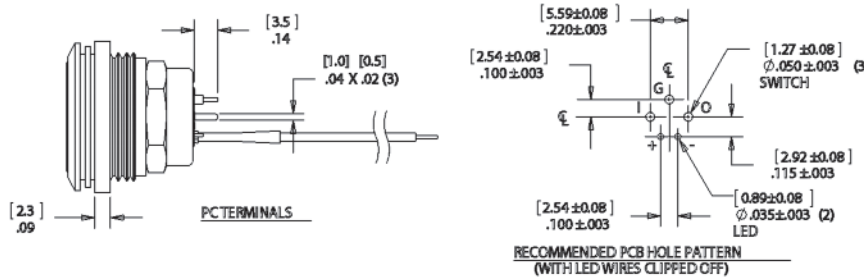 [3.5]
.14
[1.0] [0.5]
.04 X .02 (3)
[2.3]
.09
PC TERMINALS
[5.59±0.08]
.220±.003
[2.54±0.08]
.100±.003
℄
G
℄
I
O
+
-
[1.27±0.08]
Ø.050±.003 (3
SWITCH
[2.92±0.08]
.115±.003
[2.54±0.08]
.100±.003
[0.89±0.08]
Ø.035±.003 (2)
LED
RECOMMENDED PCB HOLE PATTERN
(WITH LED WIRES CLIPPED OFF)